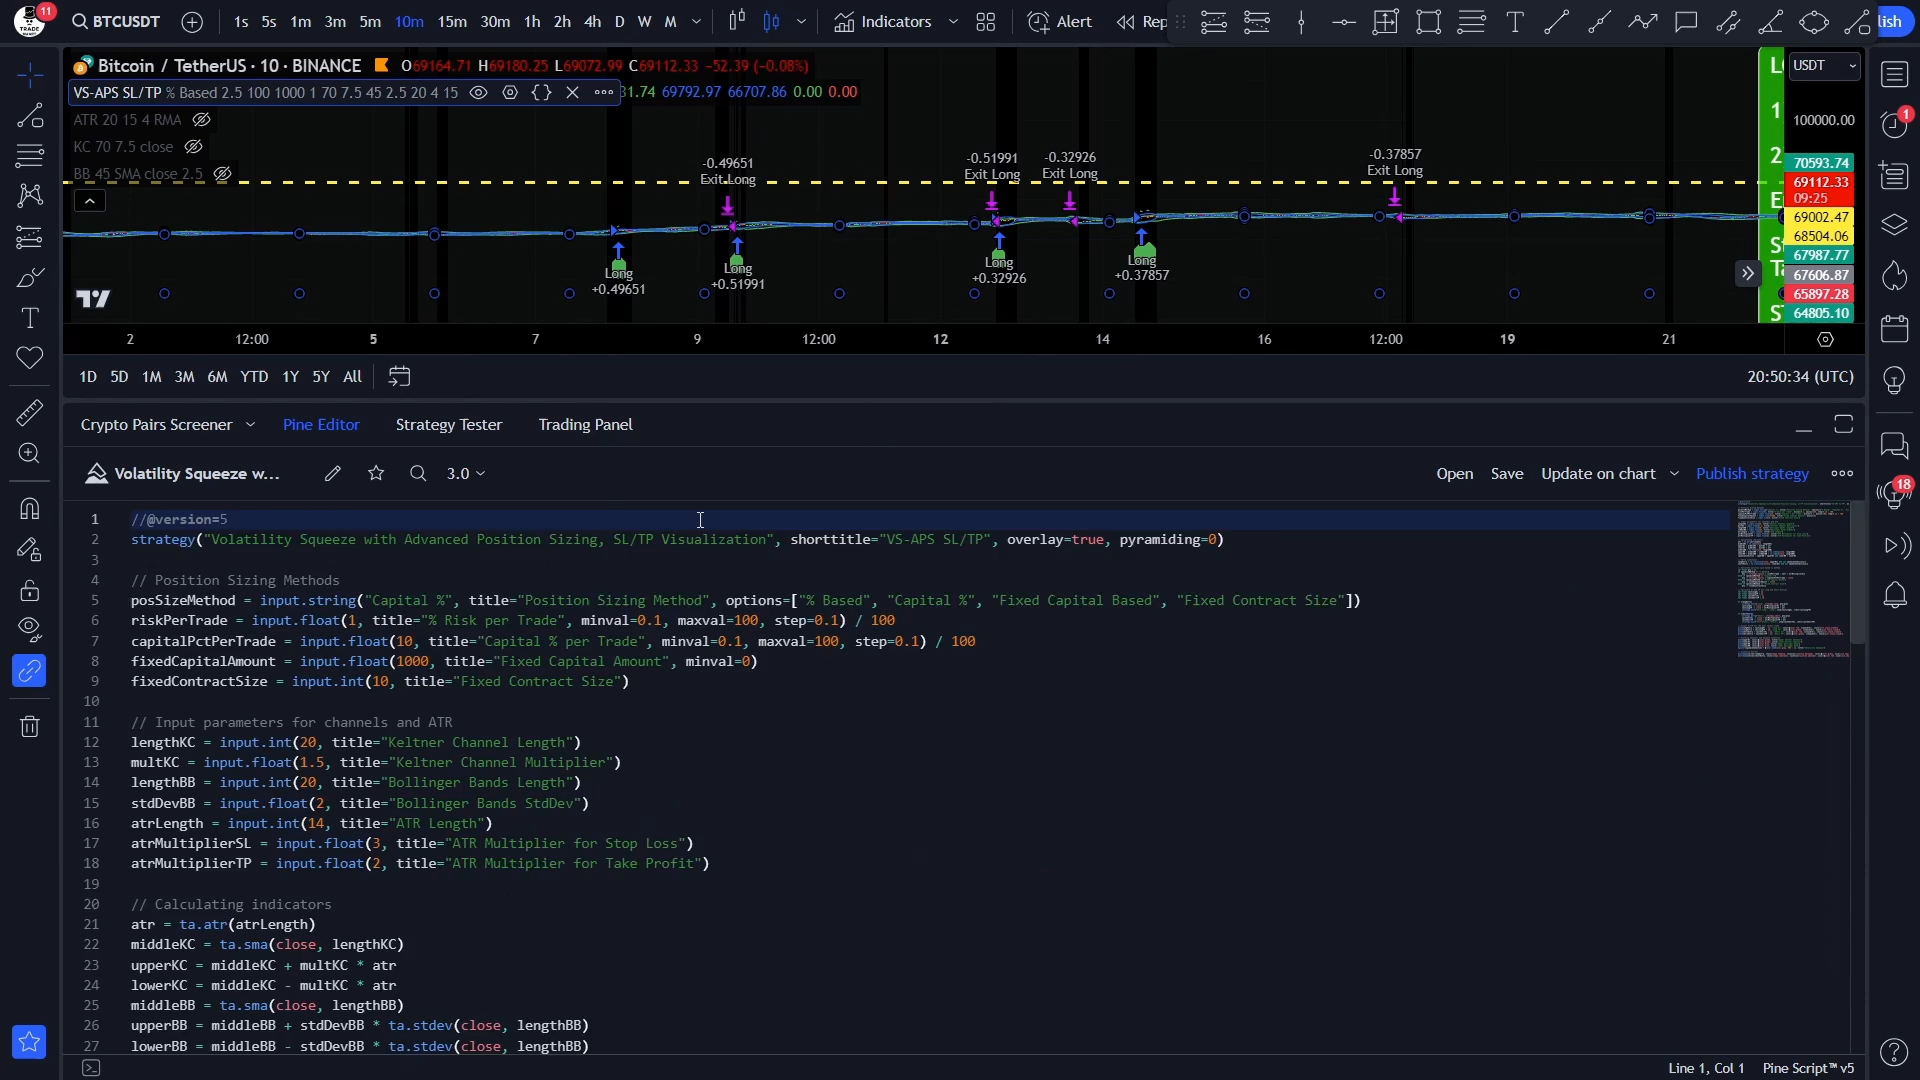 11
TRADE
BTCUSDT 1s 5s 1m 3m 5m 10m 15m 30m 1h 2h 4h D W M Indicators Alert Rep lish
Bitcoin / TetherUS · 10 · BINANCE O69164.71 H69180.25 L69072.99 C69112.33 −52.39 (−0.08%)
VS-APS SL/TP % Based 2.5 100 1000 1 70 7.5 45 2.5 20 4 15 31.74 69792.97 66707.86 0.00 0.00
ATR 20 15 4 RMA
KC 70 7.5 close
BB 45 SMA close 2.5
-0.49651
Exit Long
-0.51991
Exit Long
-0.32926
Exit Long
-0.37857
Exit Long
Long
+0.49651
Long
+0.51991
Long
+0.32926
Long
+0.37857
1
2
USDT
100000.00
70593.74
69112.33
09:25
69002.47
68504.06
67987.77
67606.87
65897.28
64805.10
2 12:00 5 7 9 12:00 12 14 16 12:00 19 21
1D 5D 1M 3M 6M YTD 1Y 5Y All 20:50:34 (UTC)
1
18
Crypto Pairs Screener Pine Editor Strategy Tester Trading Panel
Volatility Squeeze w... 3.0 Open Save Update on chart Publish strategy
1 //@version=5
2 strategy("Volatility Squeeze with Advanced Position Sizing, SL/TP Visualization", shorttitle="VS-APS SL/TP", overlay=true, pyramiding=0)
3
4 // Position Sizing Methods
5 posSizeMethod = input.string("Capital %", title="Position Sizing Method", options=["% Based", "Capital %", "Fixed Capital Based", "Fixed Contract Size"])
6 riskPerTrade = input.float(1, title="% Risk per Trade", minval=0.1, maxval=100, step=0.1) / 100
7 capitalPctPerTrade = input.float(10, title="Capital % per Trade", minval=0.1, maxval=100, step=0.1) / 100
8 fixedCapitalAmount = input.float(1000, title="Fixed Capital Amount", minval=0)
9 fixedContractSize = input.int(10, title="Fixed Contract Size")
10
11 // Input parameters for channels and ATR
12 lengthKC = input.int(20, title="Keltner Channel Length")
13 multKC = input.float(1.5, title="Keltner Channel Multiplier")
14 lengthBB = input.int(20, title="Bollinger Bands Length")
15 stdDevBB = input.float(2, title="Bollinger Bands StdDev")
16 atrLength = input.int(14, title="ATR Length")
17 atrMultiplierSL = input.float(3, title="ATR Multiplier for Stop Loss")
18 atrMultiplierTP = input.float(2, title="ATR Multiplier for Take Profit")
19
20 // Calculating indicators
21 atr = ta.atr(atrLength)
22 middleKC = ta.sma(close, lengthKC)
23 upperKC = middleKC + multKC * atr
24 lowerKC = middleKC - multKC * atr
25 middleBB = ta.sma(close, lengthBB)
26 upperBB = middleBB + stdDevBB * ta.stdev(close, lengthBB)
27 lowerBB = middleBB - stdDevBB * ta.stdev(close, lengthBB)
Line 1, Col 1 Pine Script™ v5